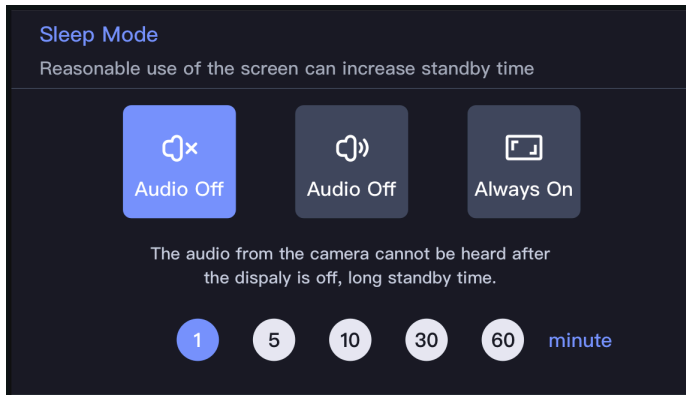 Sleep Mode
Reasonable use of the screen can increase standby time
Audio Off
Audio Off
Always On
The audio from the camera cannot be heard after
the dispaly is off, long standby time.
1 5 10 30 60 minute